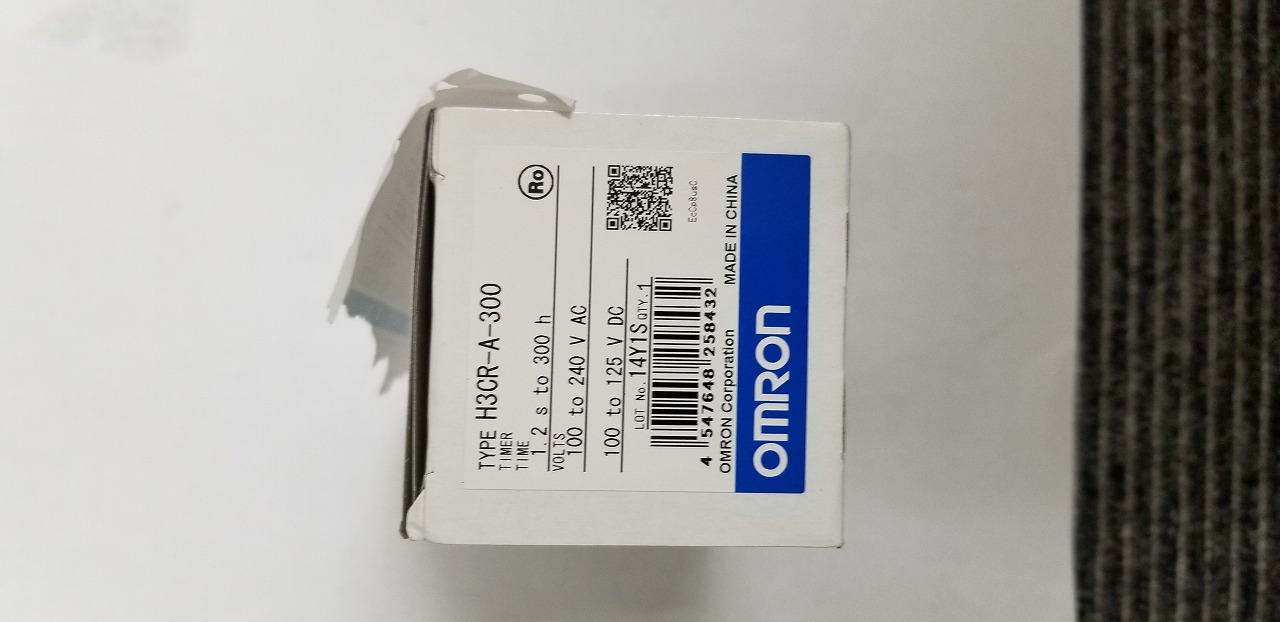 TYPE H3CR-A-300
TIMER
TIME
1.2 s to 300 h
Ro
VOLTS
100 to 240 V AC
100 to 125 V DC
LOT No. 14Y1S QTY. 1
4 547648 258432
EcCp8usC
OMRON Corporation MADE IN CHINA
OMRON